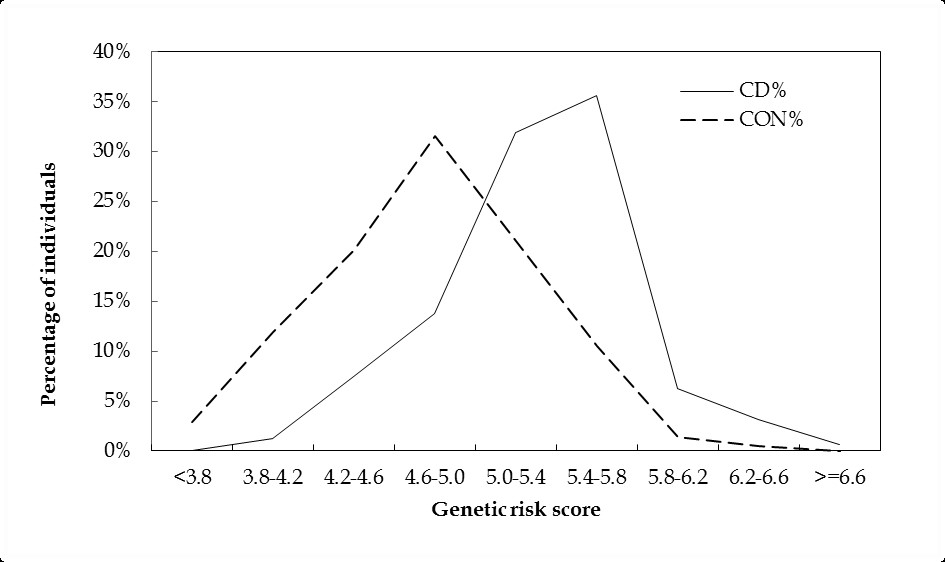 40%
35%
30%
25%
20%
15%
10%
5%
0%
CD%
CON%
Percentage of individuals
<3.8 3.8-4.2 4.2-4.6 4.6-5.0 5.0-5.4 5.4-5.8 5.8-6.2 6.2-6.6 >=6.6
Genetic risk score